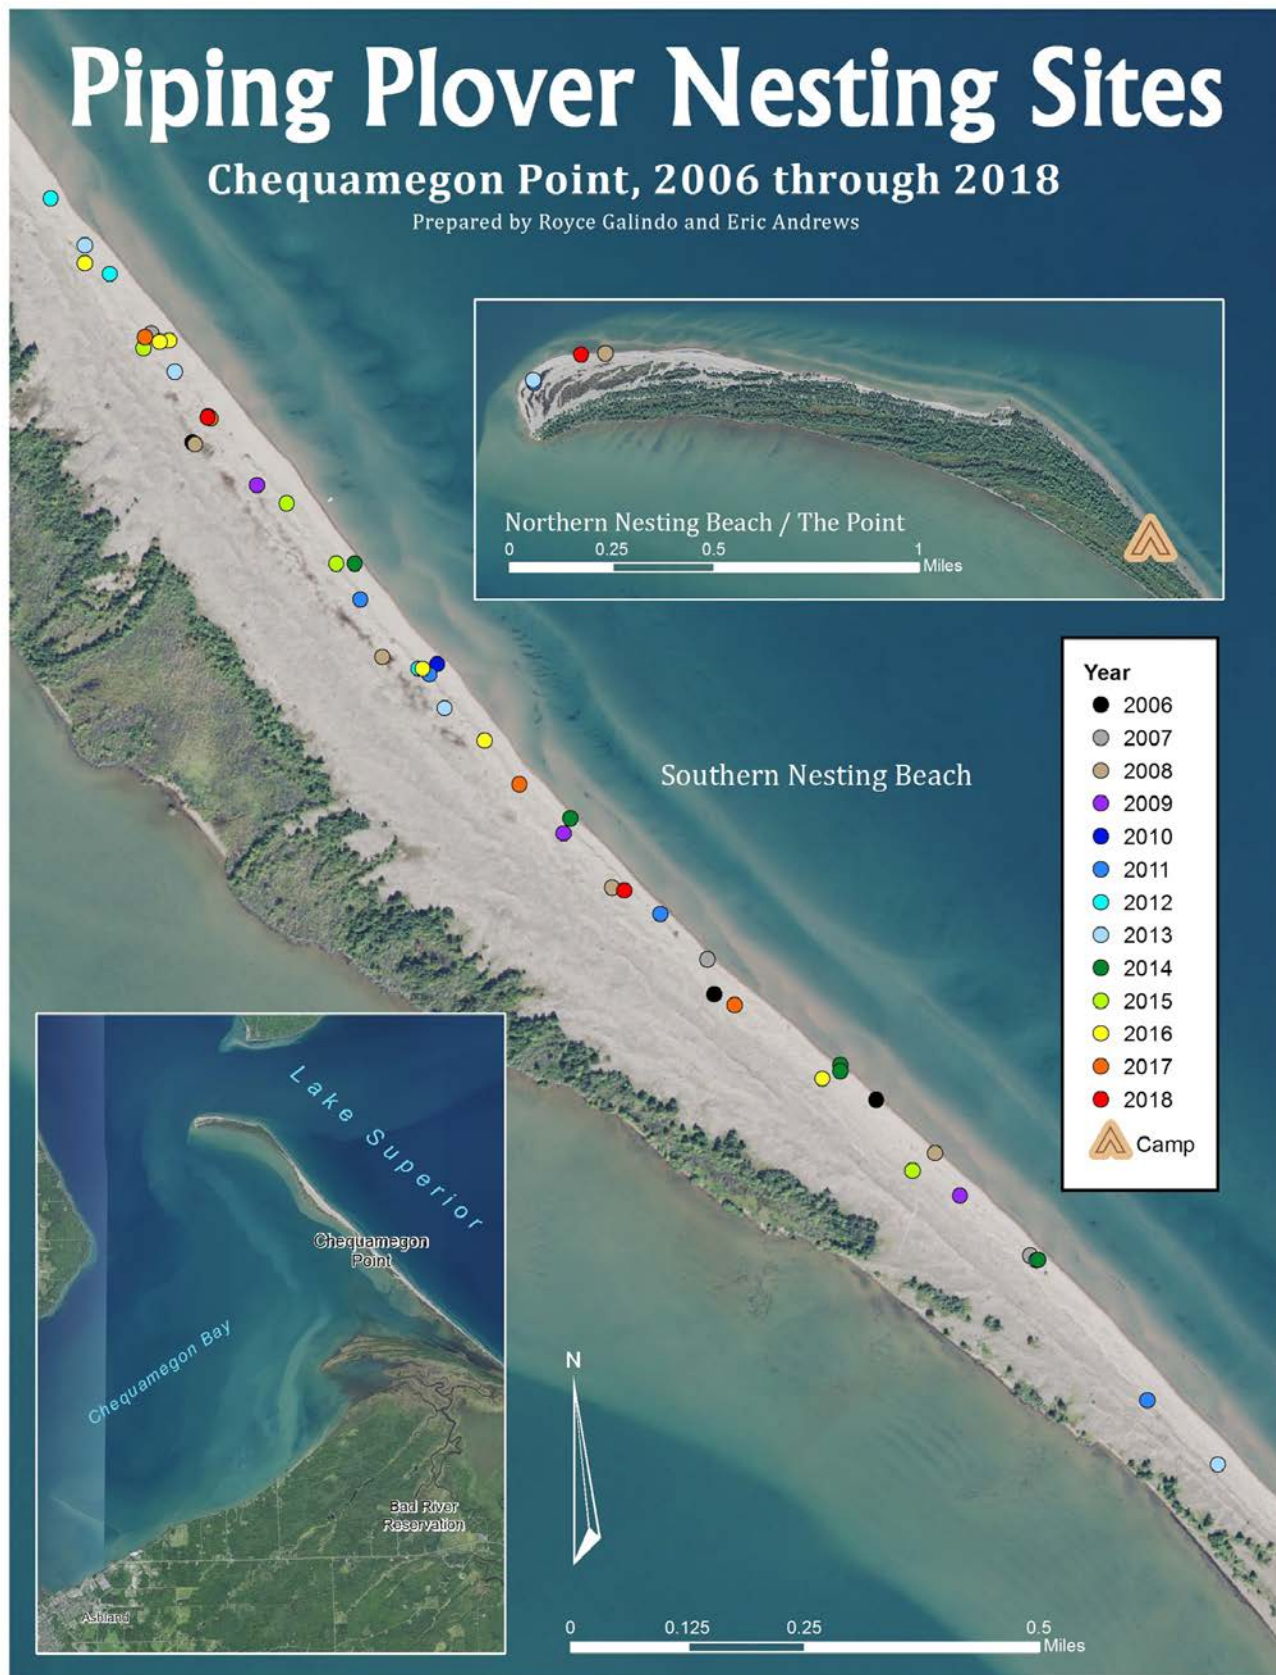 Piping Plover Nesting Sites
Chequamegon Point, 2006 through 2018
Prepared by Royce Galindo and Eric Andrews
Northern Nesting Beach / The Point
0 0.25 0.5 1
Miles
Year
2006
2007
2008
2009
2010
2011
2012
2013
2014
2015
2016
2017
2018
Camp
Southern Nesting Beach
Lake Superior
Chequamegon
Point
Chequamegon Bay
Bad River
Reservation
Ashland
N
0 0.125 0.25 0.5
Miles